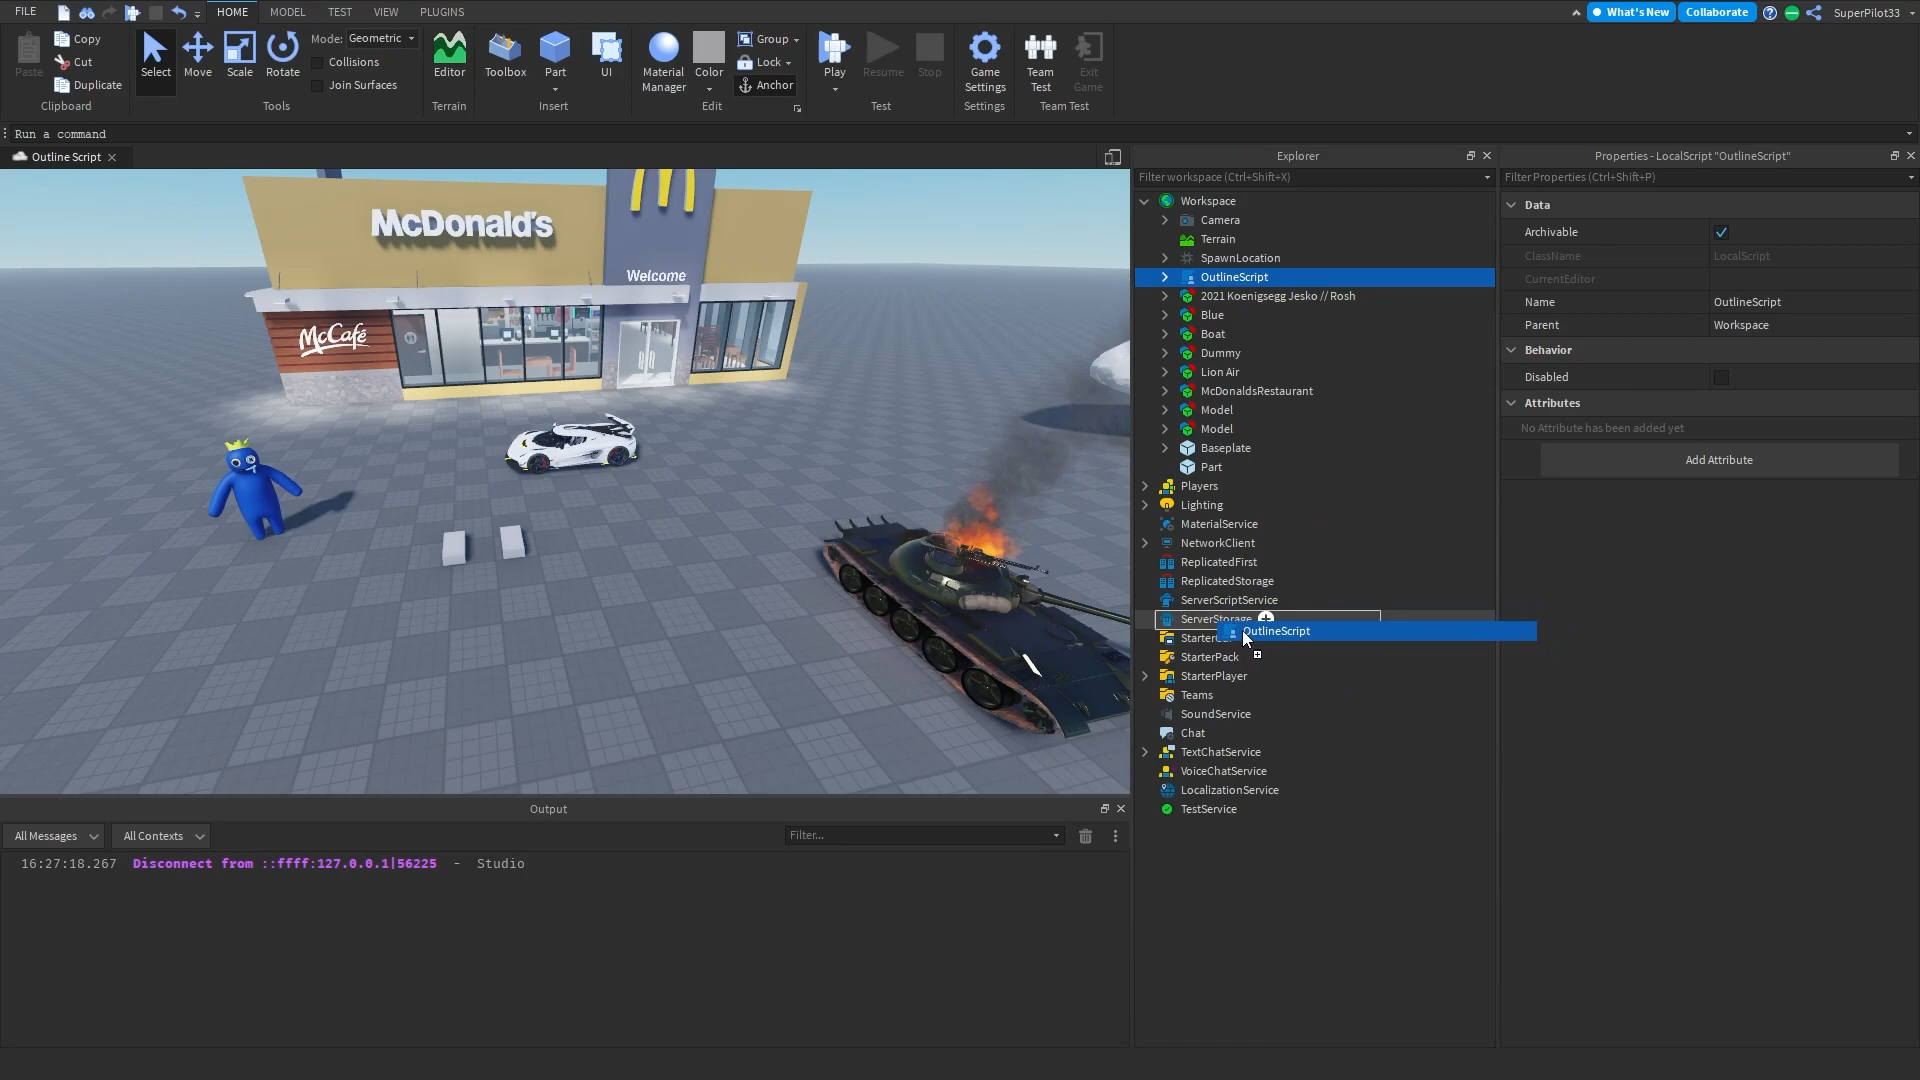 FILE
HOME
MODEL
TEST
VIEW
PLUGINS
What's New
Collaborate
SuperPilot33
Paste
Copy
Cut
Duplicate
Clipboard
Select
Move
Scale
Rotate
Mode: Geometric
Collisions
Join Surfaces
Tools
Editor
Terrain
Toolbox
Part
UI
Insert
Material
Manager
Color
Group
Lock
Anchor
Edit
Play
Resume
Stop
Test
Game
Settings
Settings
Team
Test
Exit
Game
Team Test
Run a command
Outline Script
McDonald's
Welcome
McCafé
Explorer
Filter workspace (Ctrl+Shift+X)
Workspace
Camera
Terrain
SpawnLocation
OutlineScript
2021 Koenigsegg Jesko // Rosh
Blue
Boat
Dummy
Lion Air
McDonaldsRestaurant
Model
Model
Baseplate
Part
Players
Lighting
MaterialService
NetworkClient
ReplicatedFirst
ReplicatedStorage
ServerScriptService
ServerStorage
OutlineScript
StarterPack
StarterPlayer
Teams
SoundService
Chat
TextChatService
VoiceChatService
LocalizationService
TestService
Properties - LocalScript "OutlineScript"
Filter Properties (Ctrl+Shift+P)
Data
Archivable
ClassName LocalScript
CurrentEditor
Name OutlineScript
Parent Workspace
Behavior
Disabled
Attributes
No Attribute has been added yet
Add Attribute
Output
All Messages
All Contexts
Filter...
16:27:18.267 Disconnect from ::ffff:127.0.0.1|56225 - Studio